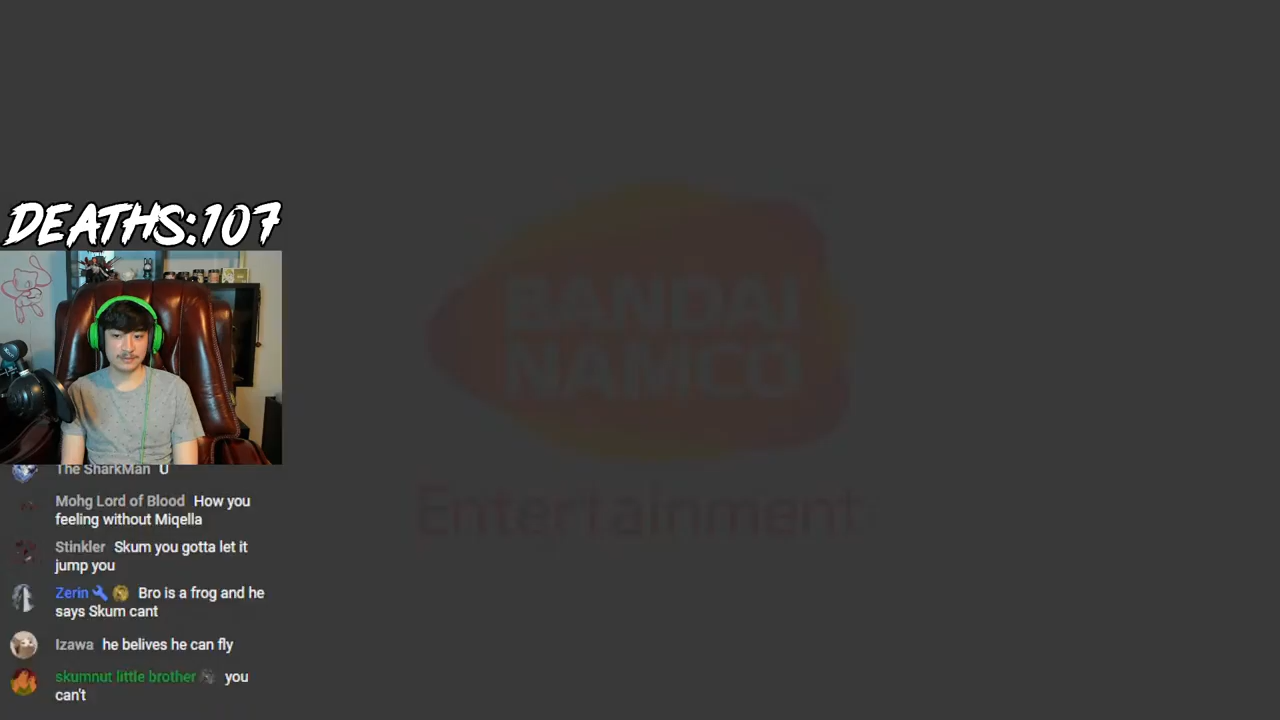 BANDAI
NAMCO
Entertainment
DEATHS:107
The SharkMan U
Mohg Lord of Blood How you
feeling without Miqella
Stinkler Skum you gotta let it
jump you
Zerin Bro is a frog and he
says Skum cant
Izawa he belives he can fly
skumnut little brother you
can't